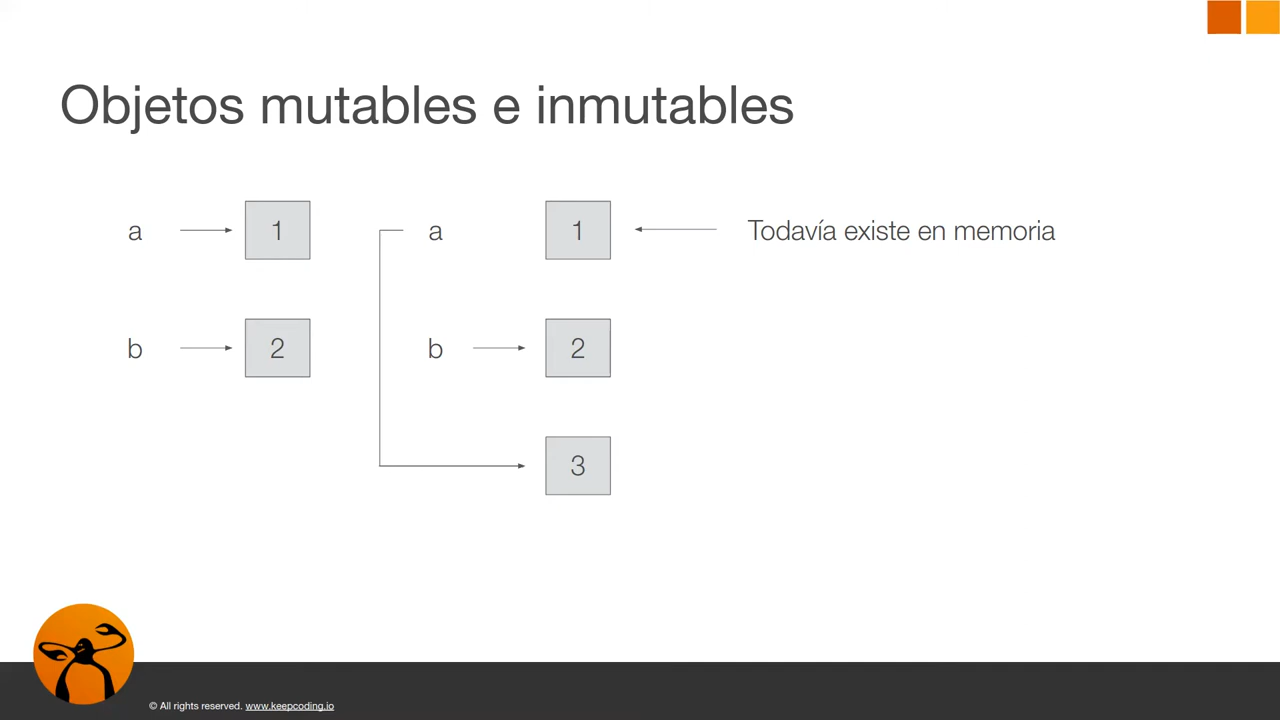 Objetos mutables e inmutables
a 1 a 1 Todavía existe en memoria
b 2 b 2
3
© All rights reserved. www.keepcoding.io